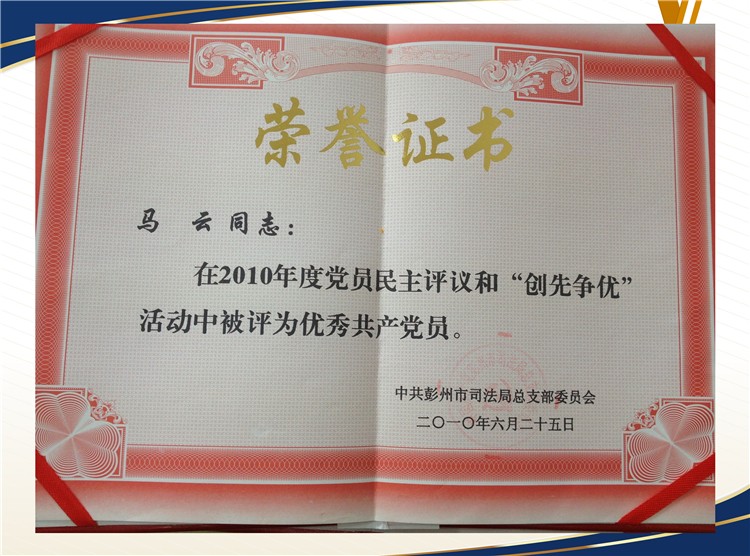 荣誉证书
马 云同志：
在2010年度党员民主评议和“创先争优”
活动中被评为优秀共产党员。
中共彭州市司法局总支部委员会
二〇一〇年六月二十五日